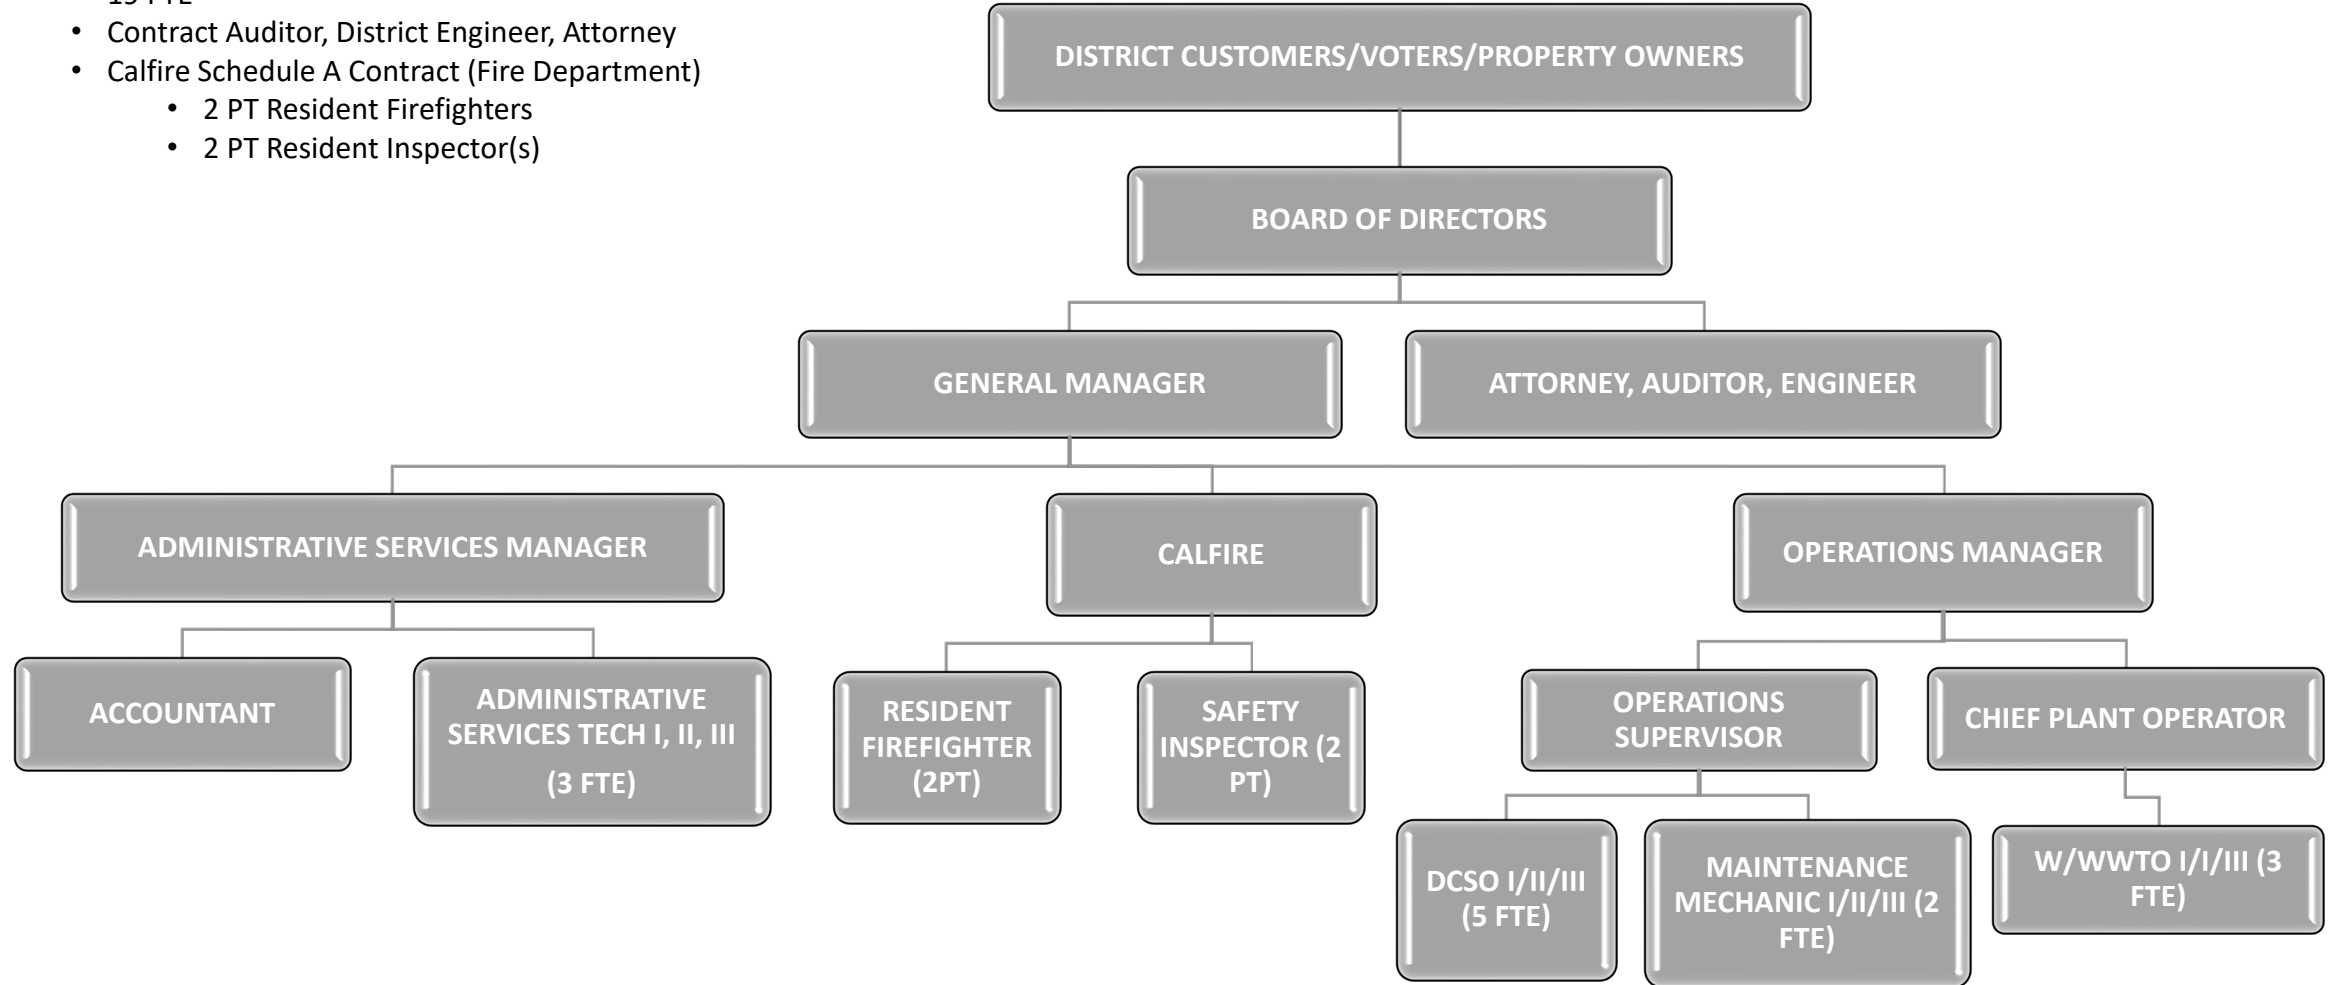 • Contract Auditor, District Engineer, Attorney
• Calfire Schedule A Contract (Fire Department)
• 2 PT Resident Firefighters
• 2 PT Resident Inspector(s)
DISTRICT CUSTOMERS/VOTERS/PROPERTY OWNERS
BOARD OF DIRECTORS
GENERAL MANAGER
ATTORNEY, AUDITOR, ENGINEER
ADMINISTRATIVE SERVICES MANAGER
CALFIRE
OPERATIONS MANAGER
ACCOUNTANT
ADMINISTRATIVE
SERVICES TECH I, II, III
(3 FTE)
RESIDENT
FIREFIGHTER
(2PT)
SAFETY
INSPECTOR (2
PT)
OPERATIONS
SUPERVISOR
CHIEF PLANT OPERATOR
DCSO I/II/III
(5 FTE)
MAINTENANCE
MECHANIC I/II/III (2
FTE)
W/WWTO I/I/III (3
FTE)